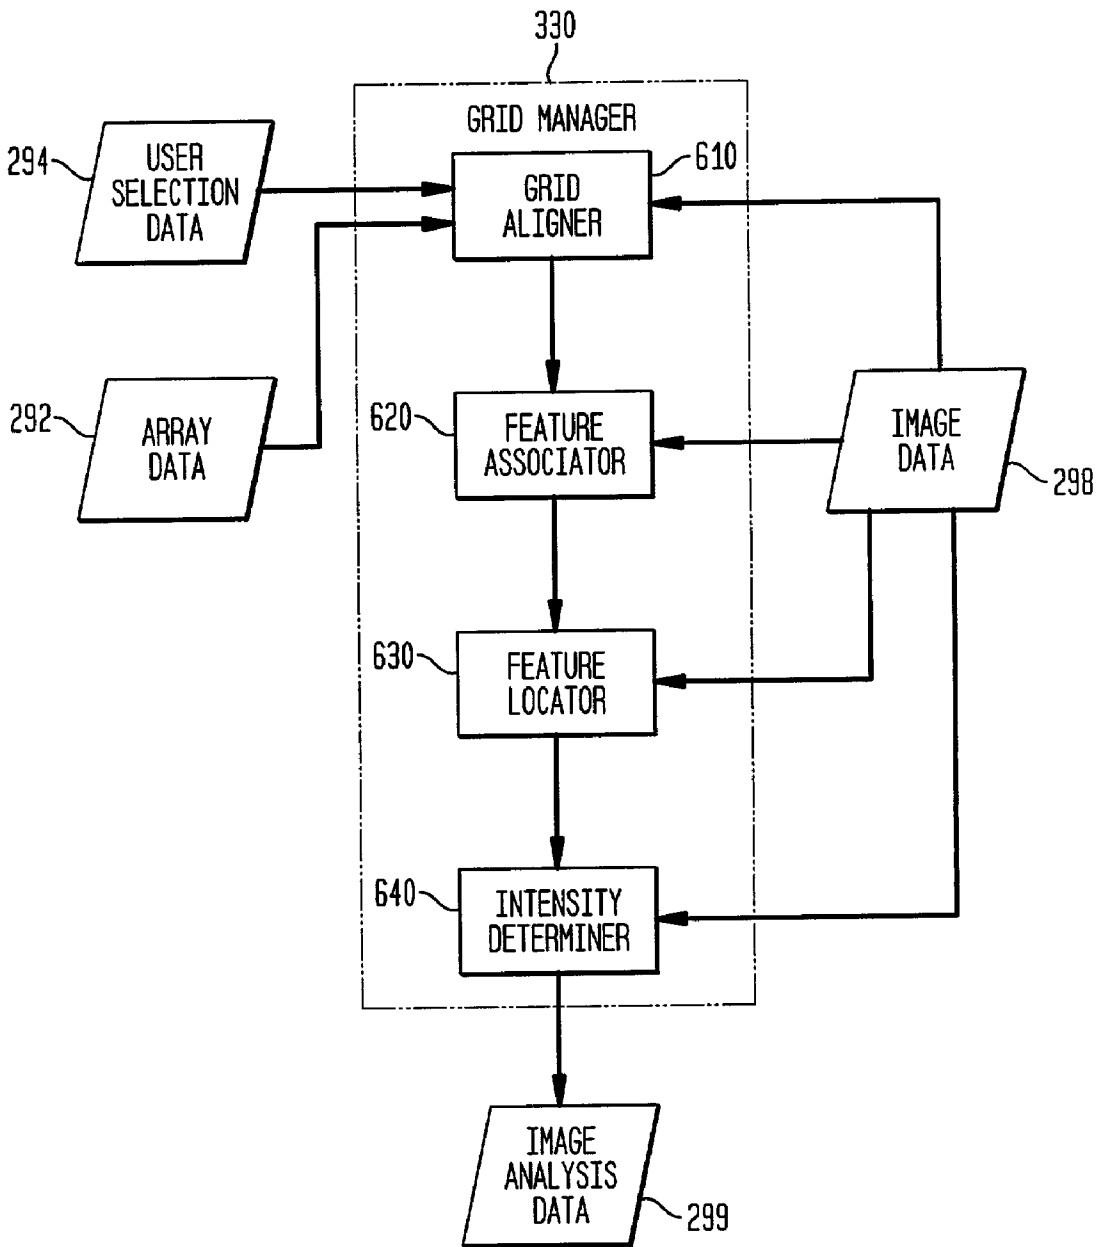 330
GRID MANAGER
294
USER
SELECTION
DATA
610
GRID
ALIGNER
292
ARRAY
DATA
620
FEATURE
ASSOCIATOR
IMAGE
DATA
298
630
FEATURE
LOCATOR
640
INTENSITY
DETERMINER
IMAGE
ANALYSIS
DATA
299